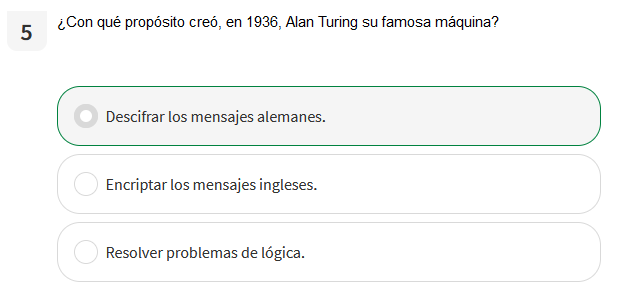 5
¿Con qué propósito creó, en 1936, Alan Turing su famosa máquina?
Descifrar los mensajes alemanes.
Encriptar los mensajes ingleses.
Resolver problemas de lógica.